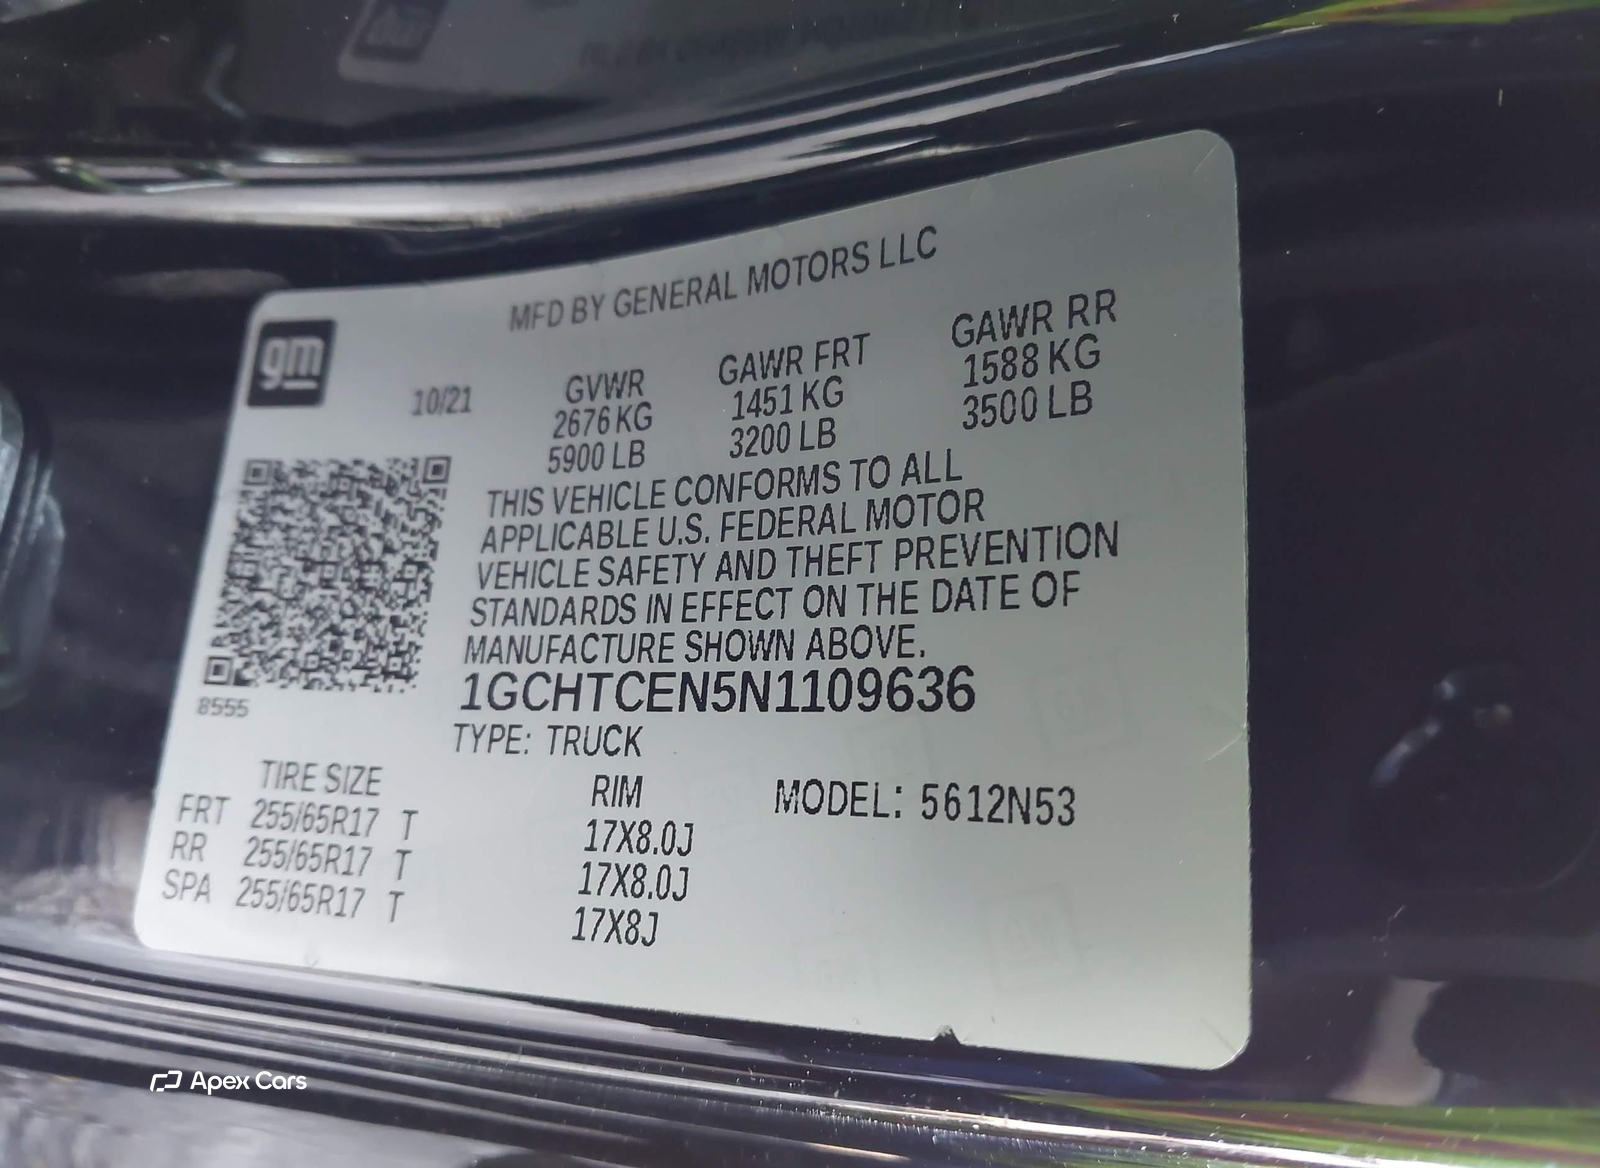 gm
MFD BY GENERAL MOTORS LLC
10/21
GVWR GAWR FRT GAWR RR
2676 KG 1451 KG 1588 KG
5900 LB 3200 LB 3500 LB
THIS VEHICLE CONFORMS TO ALL
APPLICABLE U.S. FEDERAL MOTOR
VEHICLE SAFETY AND THEFT PREVENTION
STANDARDS IN EFFECT ON THE DATE OF
MANUFACTURE SHOWN ABOVE.
1GCHTCEN5N1109636
8555
TYPE: TRUCK
TIRE SIZE RIM MODEL: 5612N53
FRT 255/65R17 T 17X8.0J
RR 255/65R17 T 17X8.0J
SPA 255/65R17 T 17X8J
Apex Cars